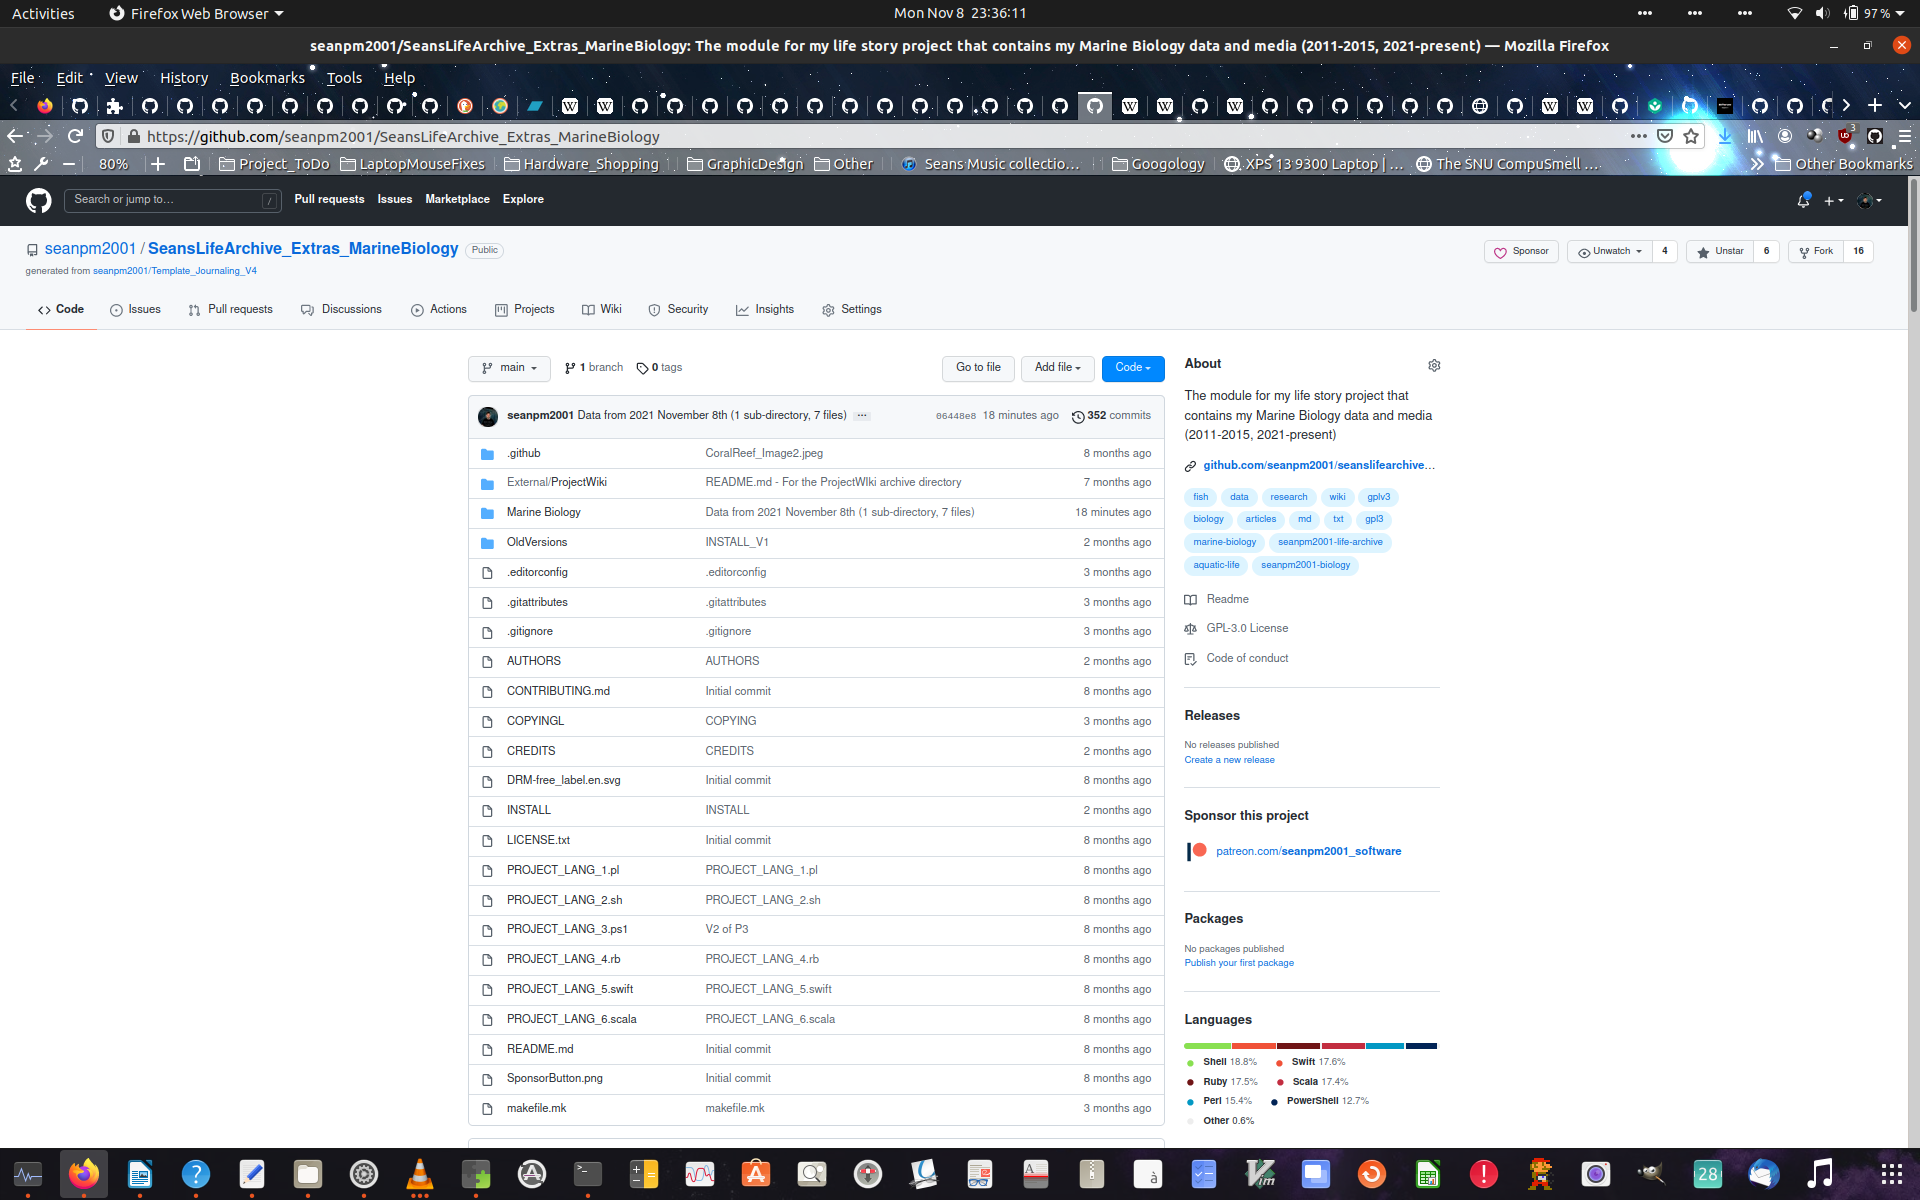 Activities Firefox Web Browser Mon Nov 8 23:36:11 97 %
seanpm2001/SeansLifeArchive_Extras_MarineBiology: The module for my life story project that contains my Marine Biology data and media (2011-2015, 2021-present) — Mozilla Firefox
File Edit View History Bookmarks Tools Help
https://github.com/seanpm2001/SeansLifeArchive_Extras_MarineBiology 3
80% Project_ToDo LaptopMouseFixes Hardware_Shopping GraphicDesign Other Seans Music collectio… Googology XPS 13 9300 Laptop | … The SNU CompuSmell … Other Bookmarks
Search or jump to… / Pull requests Issues Marketplace Explore
seanpm2001 / SeansLifeArchive_Extras_MarineBiology Public Sponsor Unwatch 4 Unstar 6 Fork 16
generated from seanpm2001/Template_Journaling_V4
Code Issues Pull requests Discussions Actions Projects Wiki Security Insights Settings
main 1 branch 0 tags Go to file Add file Code
seanpm2001 Data from 2021 November 8th (1 sub-directory, 7 files) … 06448e8 18 minutes ago 352 commits
.github CoralReef_Image2.jpeg 8 months ago
External/ProjectWiki README.md - For the ProjectWIki archive directory 7 months ago
Marine Biology Data from 2021 November 8th (1 sub-directory, 7 files) 18 minutes ago
OldVersions INSTALL_V1 2 months ago
.editorconfig .editorconfig 3 months ago
.gitattributes .gitattributes 3 months ago
.gitignore .gitignore 3 months ago
AUTHORS AUTHORS 2 months ago
CONTRIBUTING.md Initial commit 8 months ago
COPYINGL COPYING 3 months ago
CREDITS CREDITS 2 months ago
DRM-free_label.en.svg Initial commit 8 months ago
INSTALL INSTALL 2 months ago
LICENSE.txt Initial commit 8 months ago
PROJECT_LANG_1.pl PROJECT_LANG_1.pl 8 months ago
PROJECT_LANG_2.sh PROJECT_LANG_2.sh 8 months ago
PROJECT_LANG_3.ps1 V2 of P3 8 months ago
PROJECT_LANG_4.rb PROJECT_LANG_4.rb 8 months ago
PROJECT_LANG_5.swift PROJECT_LANG_5.swift 8 months ago
PROJECT_LANG_6.scala PROJECT_LANG_6.scala 8 months ago
README.md Initial commit 8 months ago
SponsorButton.png Initial commit 8 months ago
makefile.mk makefile.mk 3 months ago
About
The module for my life story project that
contains my Marine Biology data and media
(2011-2015, 2021-present)
github.com/seanpm2001/seanslifearchive…
fish data research wiki gplv3
biology articles md txt gpl3
marine-biology seanpm2001-life-archive
aquatic-life seanpm2001-biology
Readme
GPL-3.0 License
Code of conduct
Releases
No releases published
Create a new release
Sponsor this project
patreon.com/seanpm2001_software
Packages
No packages published
Publish your first package
Languages
Shell 18.8% Swift 17.6%
Ruby 17.5% Scala 17.4%
Perl 15.4% PowerShell 12.7%
Other 0.6%
28